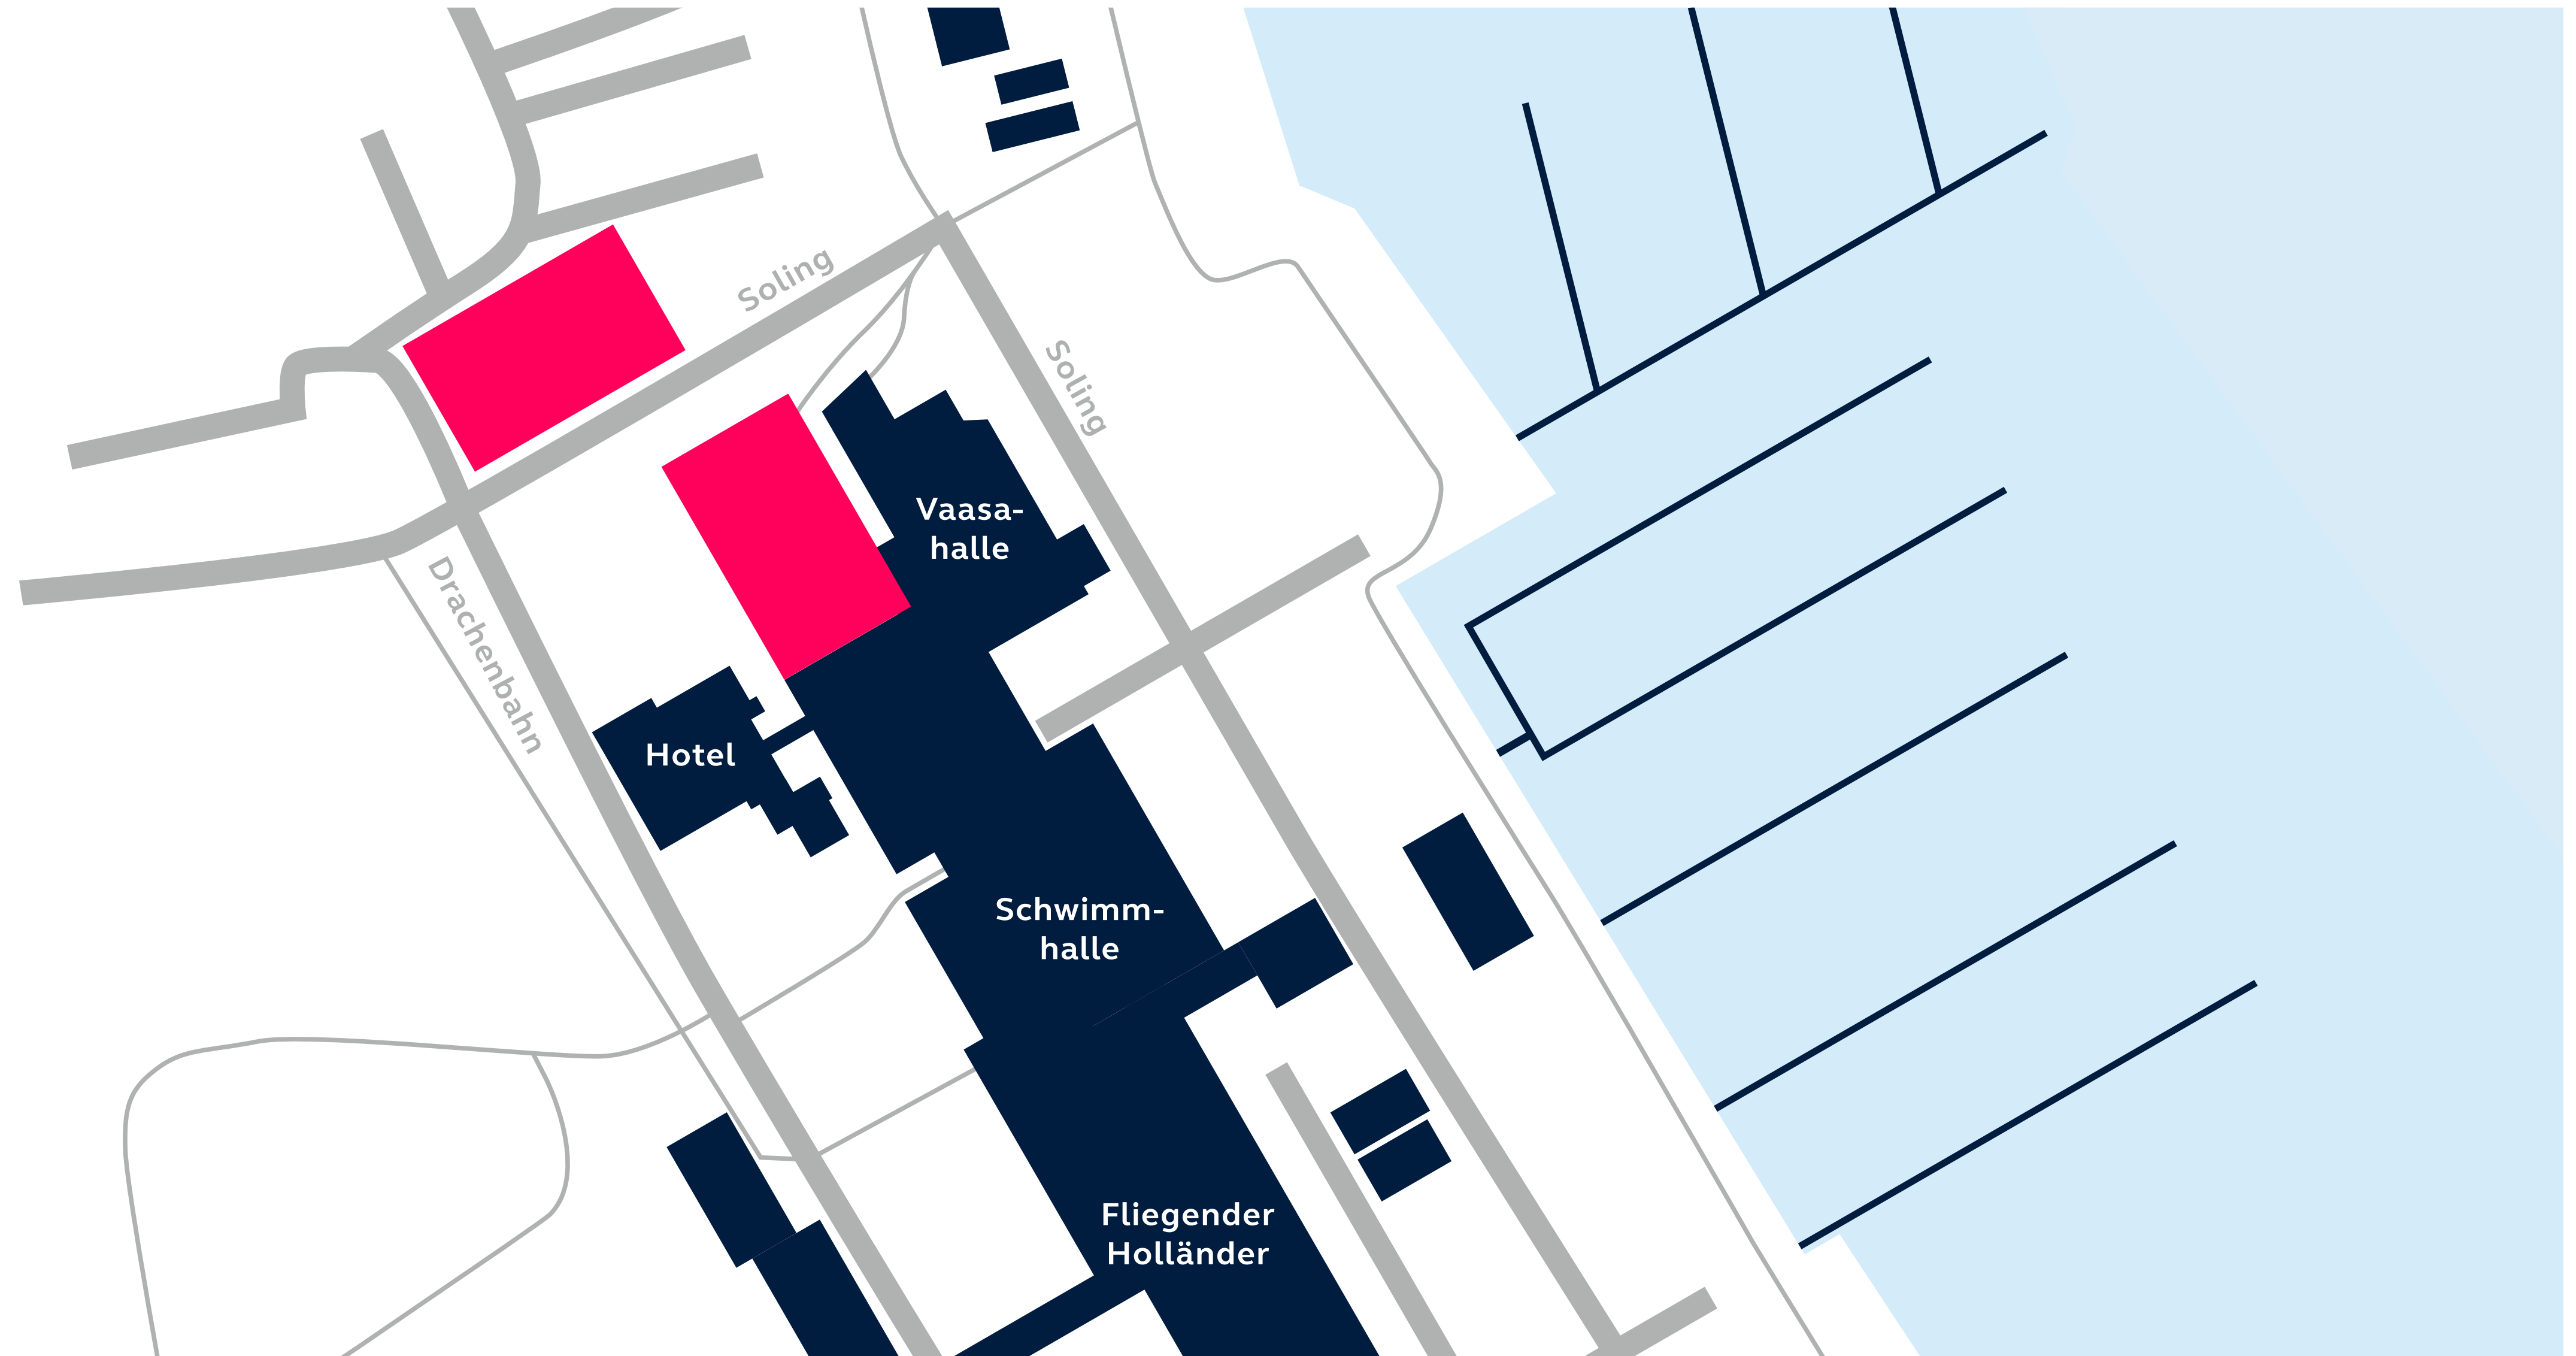 Soling
Soling
Vaasa-
halle
Drachenbahn
Hotel
Schwimm-
halle
Fliegender
Holländer